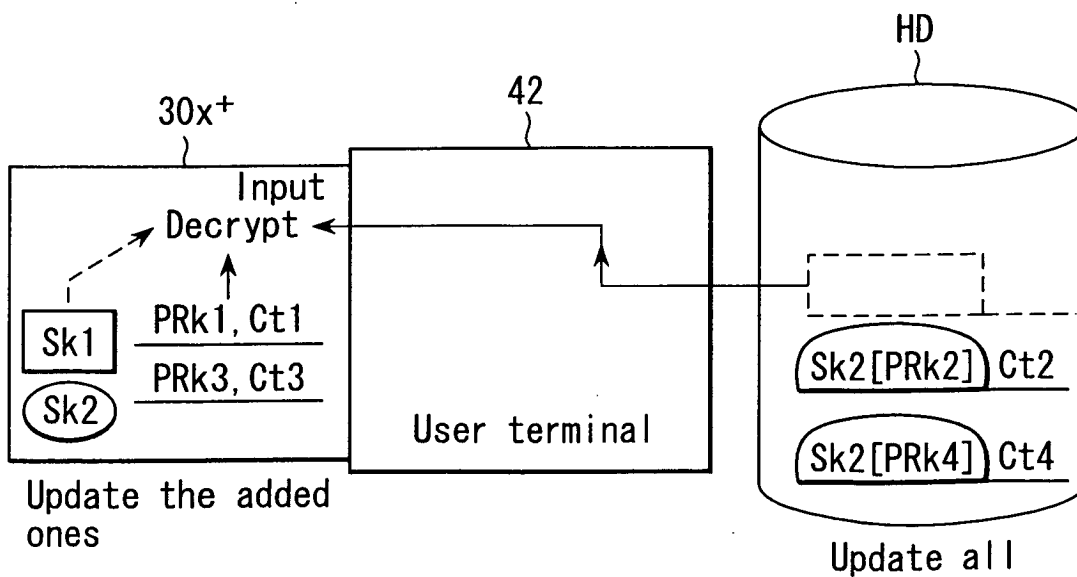 HD
42
30x+
Input
Decrypt
Sk1
PRk1, Ct1
PRk3, Ct3
Sk2
Sk2[PRk2] Ct2
User terminal
Sk2[PRk4] Ct4
Update the added
ones
Update all